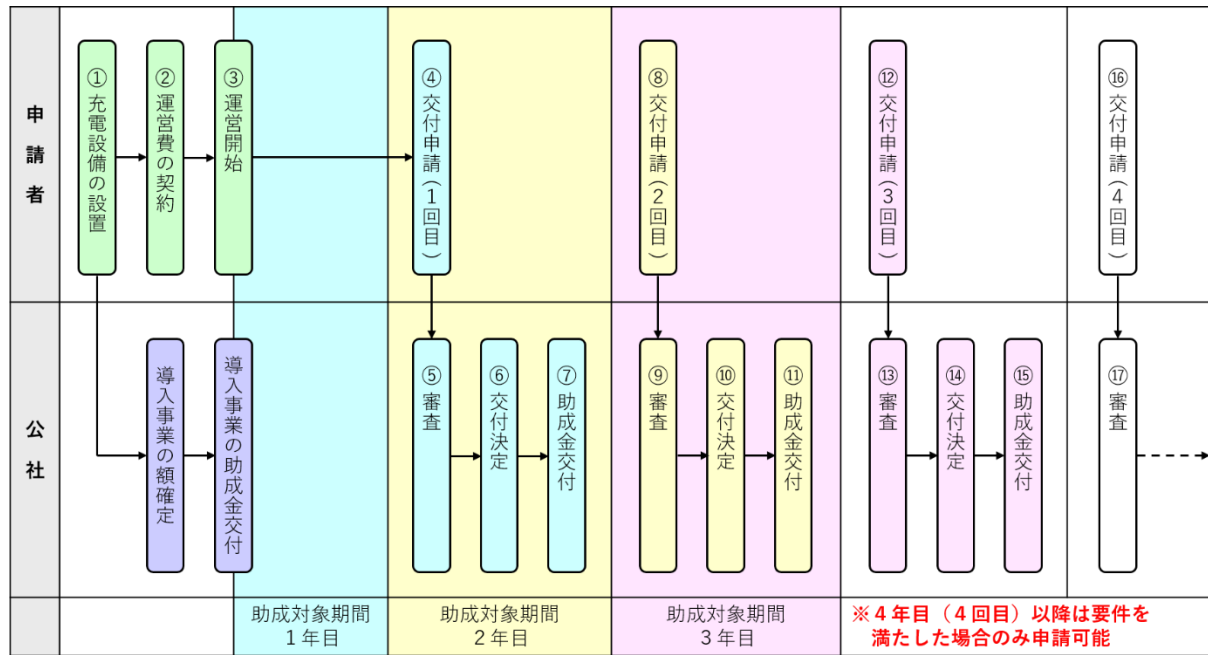 申請者
①充電設備の設置
②運営費の契約
③運営開始
④交付申請(1回目)
⑧交付申請(2回目)
⑫交付申請(3回目)
⑯交付申請(4回目)
公社
導入事業の額確定
導入事業の助成金交付
⑤審査
⑥交付決定
⑦助成金交付
⑨審査
⑩交付決定
⑪助成金交付
⑬審査
⑭交付決定
⑮助成金交付
⑰審査
助成対象期間
1年目
助成対象期間
2年目
助成対象期間
3年目
※4年目(4回目)以降は要件を
満たした場合のみ申請可能